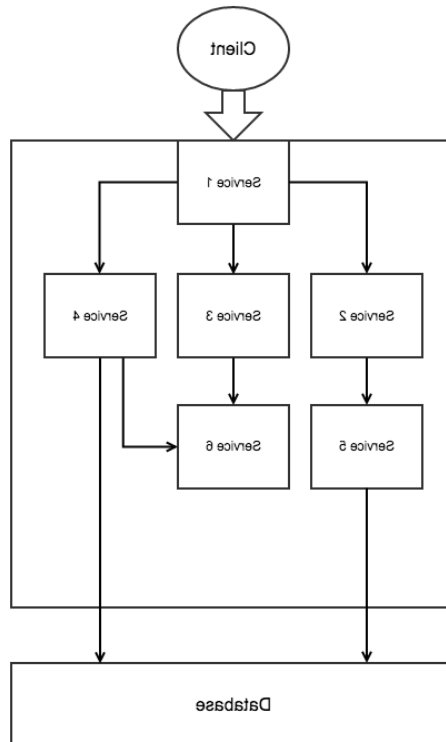 Client
Service 1
Service 4
Service 3
Service 2
Service 6
Service 5
Database